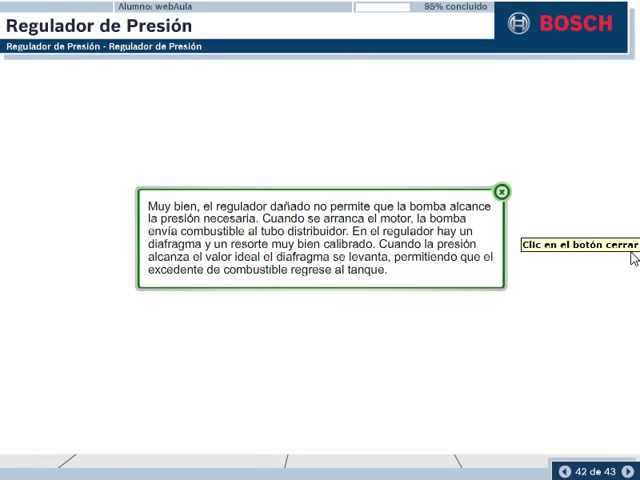 Alumno: webAula
95% concluido
Regulador de Presión
BOSCH
Regulador de Presión - Regulador de Presión
x
Muy bien, el regulador dañado no permite que la bomba alcance
la presión necesaria. Cuando se arranca el motor, la bomba
envía combustible al tubo distribuidor. En el regulador hay un
diafragma y un resorte muy bien calibrado. Cuando la presión
alcanza el valor ideal el diafragma se levanta, permitiendo que el
excedente de combustible regrese al tanque.
Clic en el botón cerrar
42 de 43